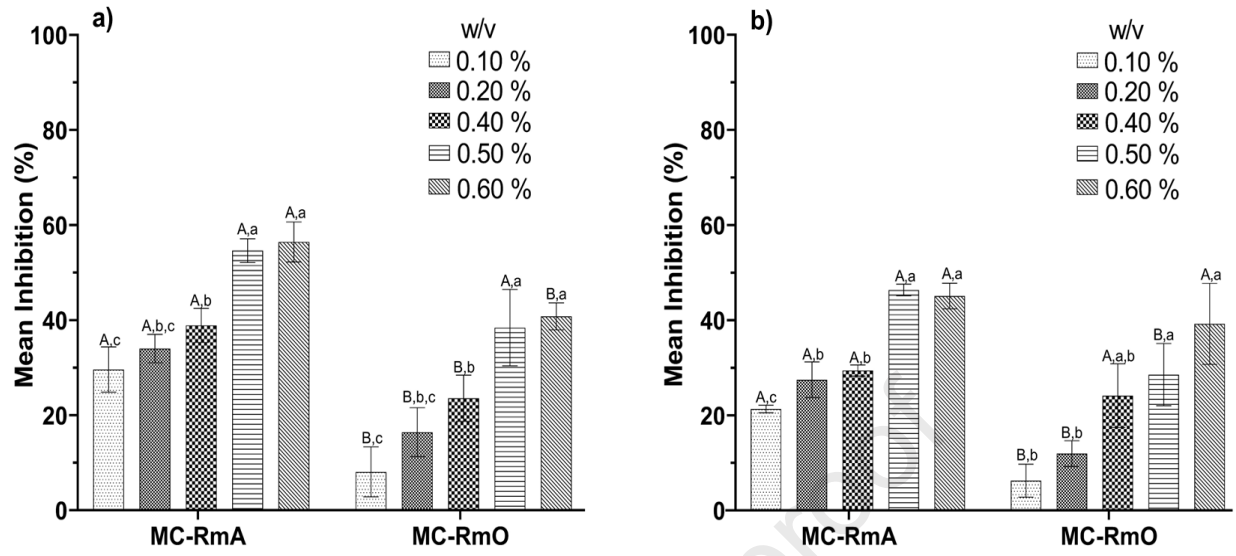 a)
w/v
0.10 %
0.20 %
0.40 %
0.50 %
0.60 %
Mean Inhibition (%)
100
80
60
40
20
0
A,c
A,b,c
A,b
A,a
A,a
B,c
B,b,c
B,b
A,a
B,a
MC-RmA
MC-RmO
b)
w/v
0.10 %
0.20 %
0.40 %
0.50 %
0.60 %
Mean Inhibition (%)
100
80
60
40
20
0
A,c
A,b
A,b
A,a
A,a
B,b
B,b
A,a,b
B,a
A,a
MC-RmA
MC-RmO